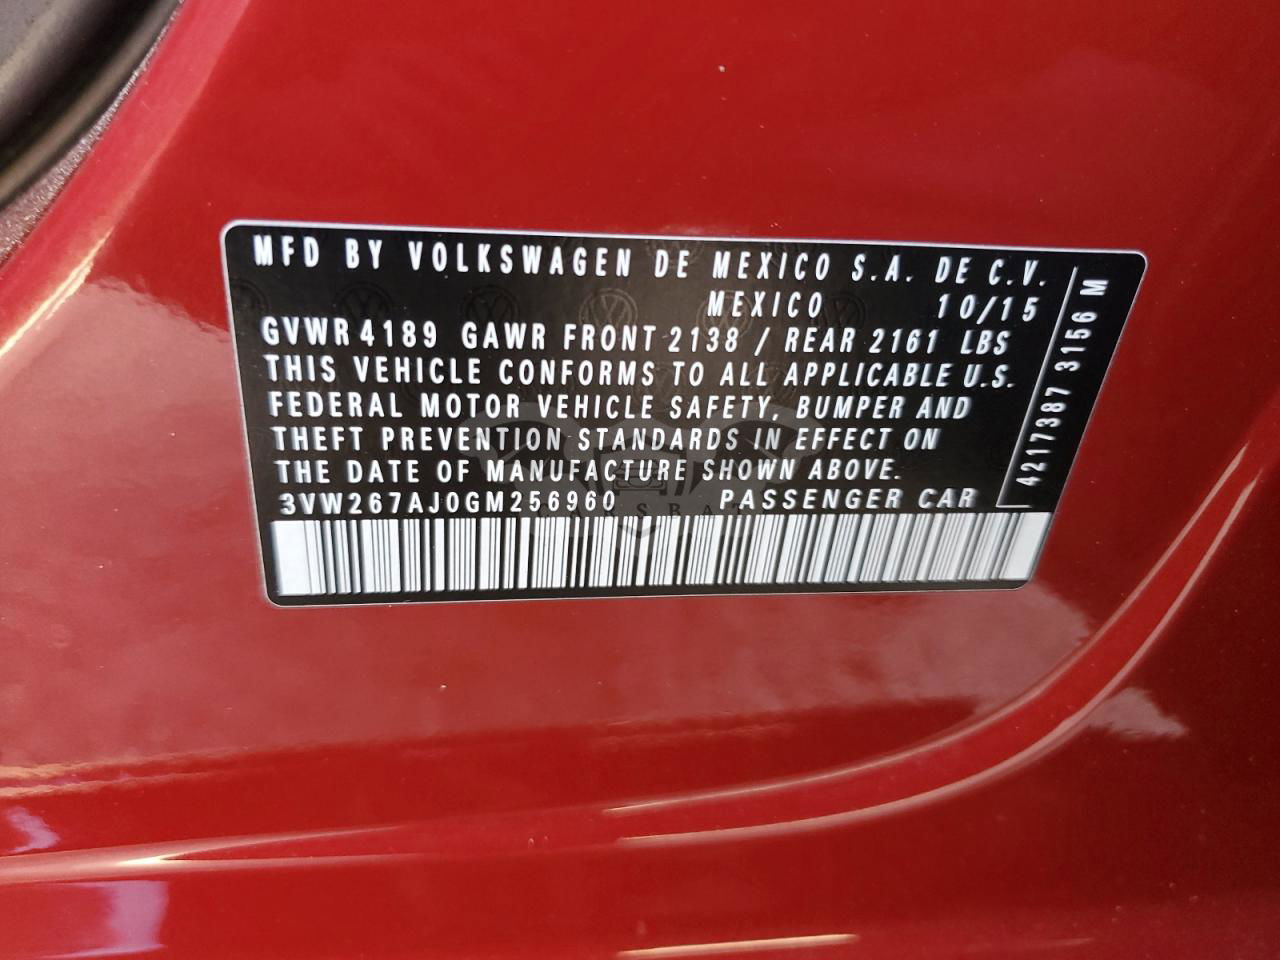 MFD BY VOLKSWAGEN DE MEXICO S.A. DE C.V.
MEXICO 10/15
GVWR 4189 GAWR FRONT 2138 / REAR 2161 LBS
THIS VEHICLE CONFORMS TO ALL APPLICABLE U.S.
FEDERAL MOTOR VEHICLE SAFETY, BUMPER AND
THEFT PREVENTION STANDARDS IN EFFECT ON
THE DATE OF MANUFACTURE SHOWN ABOVE.
3VW267AJ0GM256960 PASSENGER CAR
4217387 3156 M